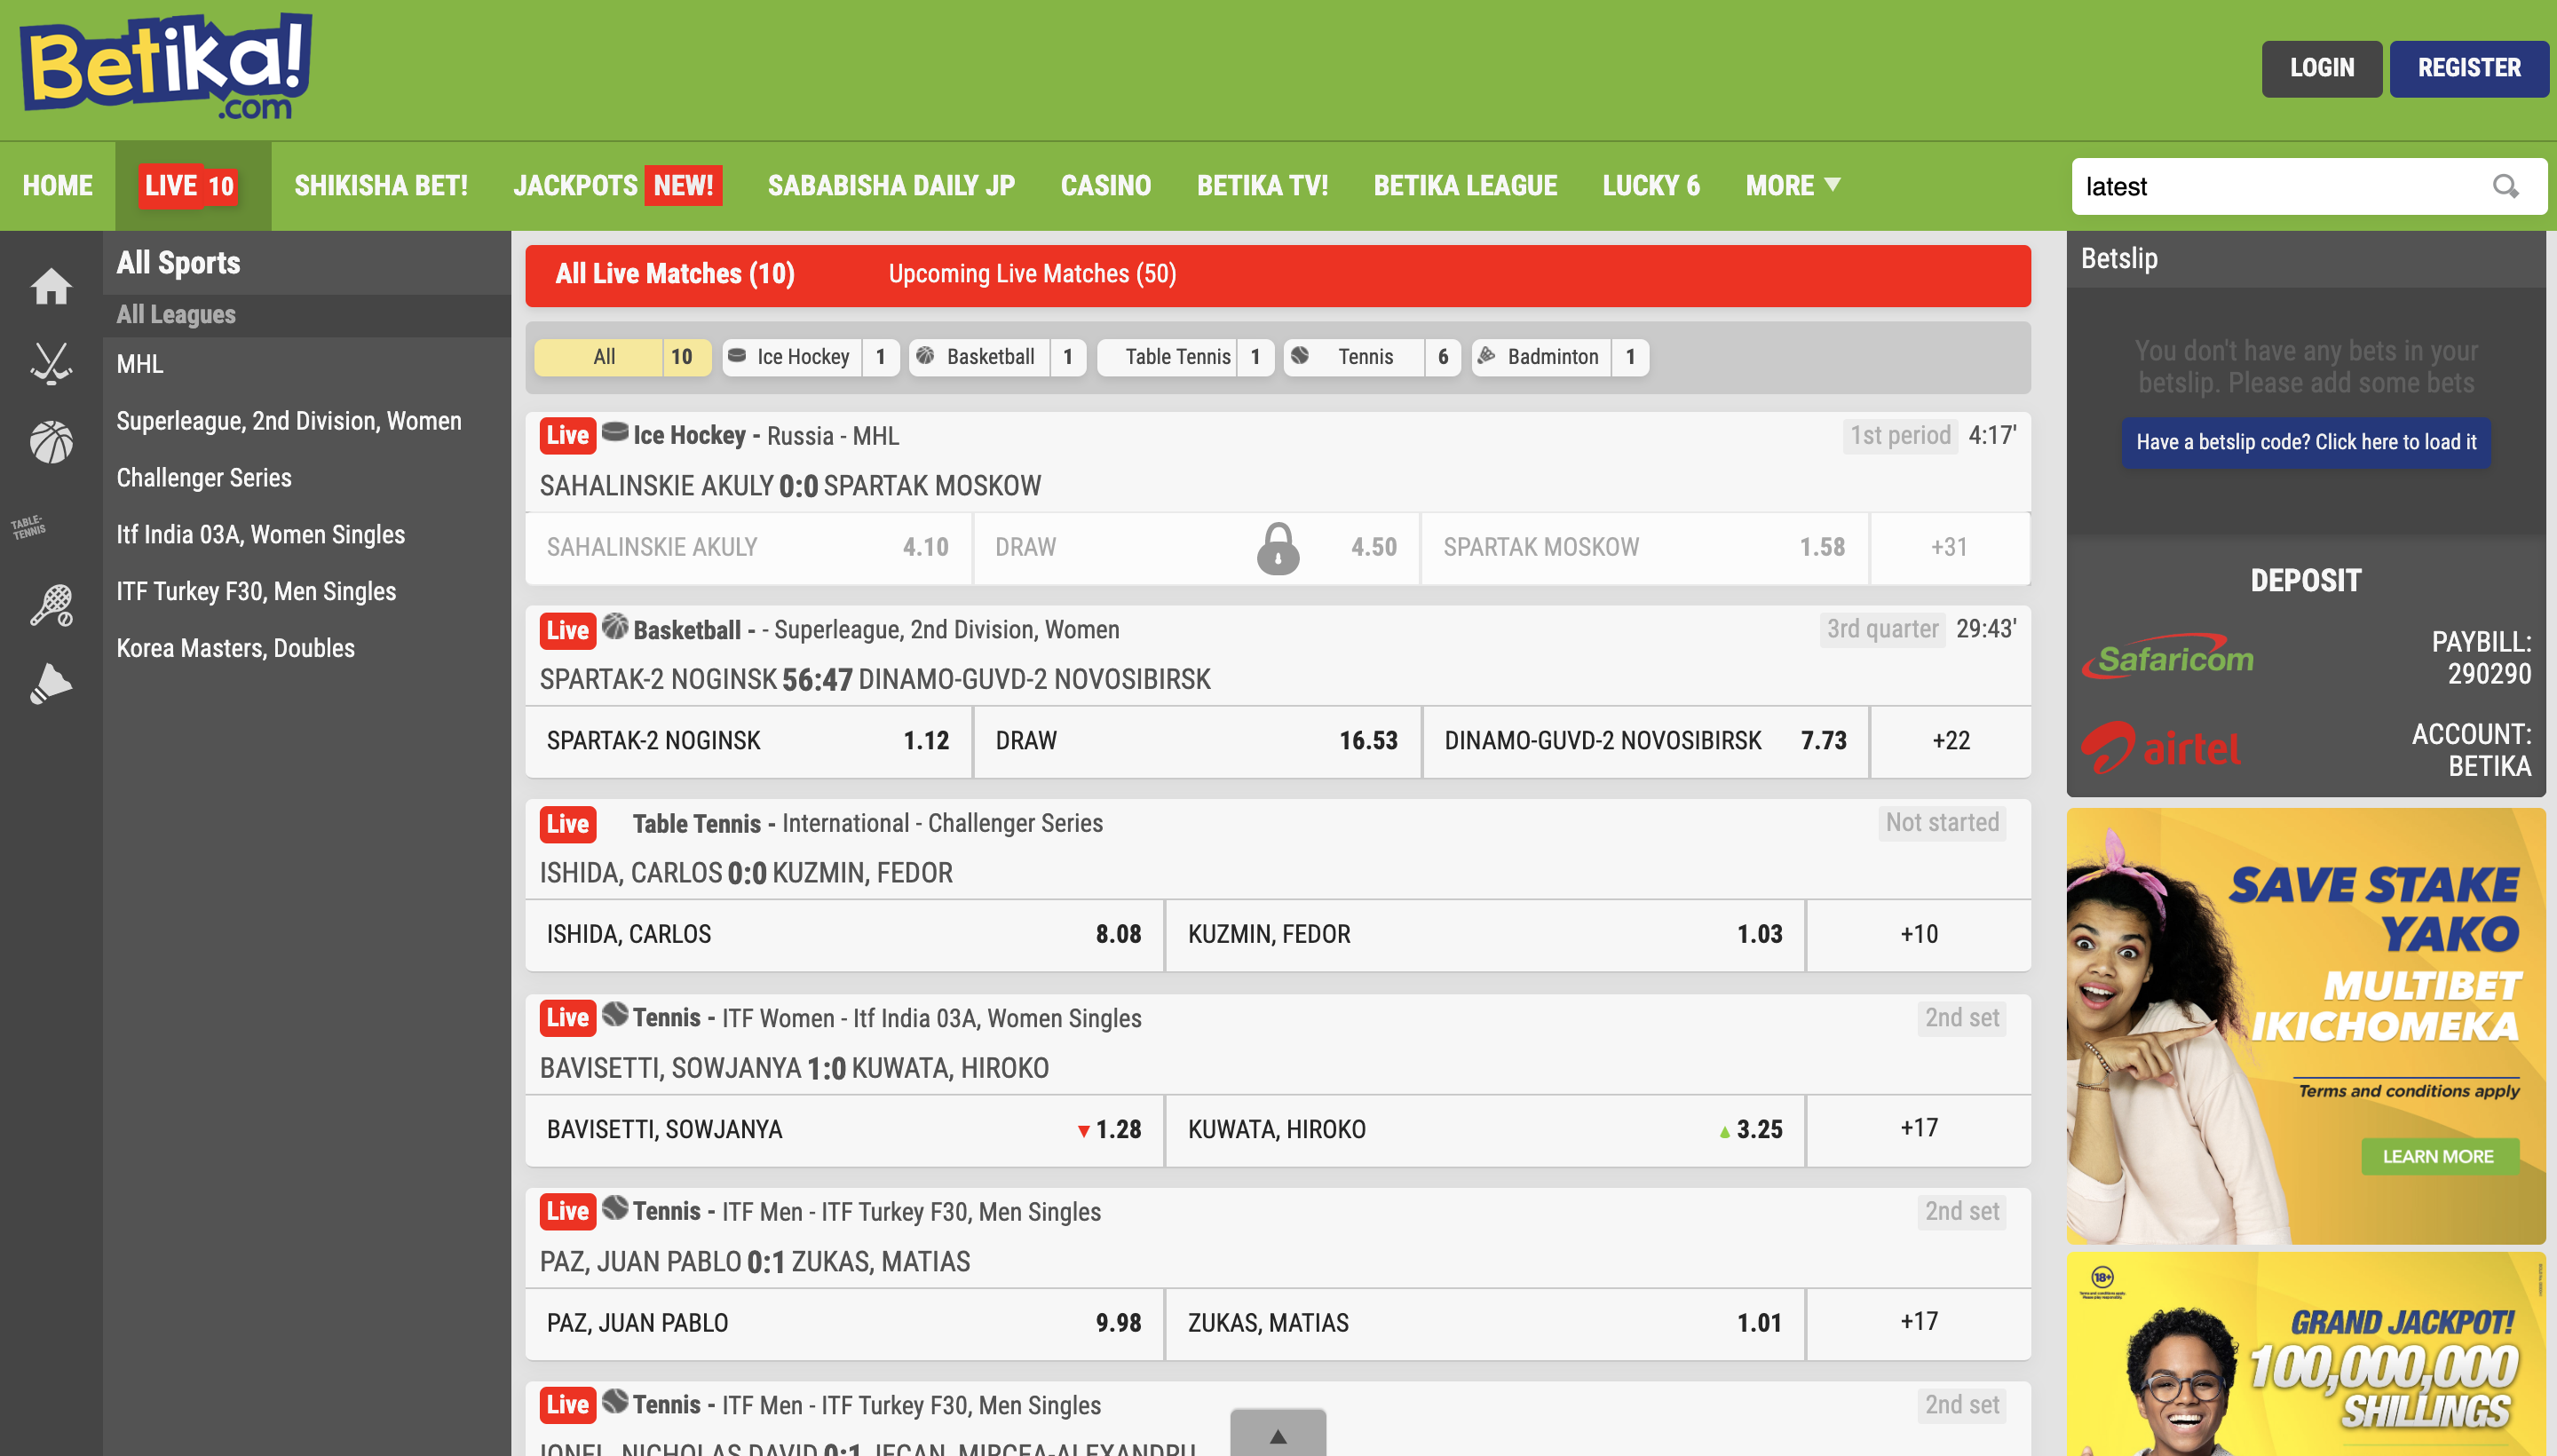 Betika!
.com
LOGIN
REGISTER
HOME
LIVE 10
SHIKISHA BET!
JACKPOTS NEW!
SABABISHA DAILY JP
CASINO
BETIKA TV!
BETIKA LEAGUE
LUCKY 6
MORE
latest
All Sports
All Leagues
MHL
Superleague, 2nd Division, Women
Challenger Series
Itf India 03A, Women Singles
ITF Turkey F30, Men Singles
Korea Masters, Doubles
TABLE-
TENNIS
All Live Matches (10)
Upcoming Live Matches (50)
All 10
Ice Hockey 1
Basketball 1
Table Tennis 1
Tennis 6
Badminton 1
Live Ice Hockey - Russia - MHL
1st period 4:17'
SAHALINSKIE AKULY 0:0 SPARTAK MOSKOW
SAHALINSKIE AKULY 4.10
DRAW 4.50
SPARTAK MOSKOW 1.58
+31
Live Basketball - - Superleague, 2nd Division, Women
3rd quarter 29:43'
SPARTAK-2 NOGINSK 56:47 DINAMO-GUVD-2 NOVOSIBIRSK
SPARTAK-2 NOGINSK 1.12
DRAW 16.53
DINAMO-GUVD-2 NOVOSIBIRSK 7.73
+22
Live Table Tennis - International - Challenger Series
Not started
ISHIDA, CARLOS 0:0 KUZMIN, FEDOR
ISHIDA, CARLOS 8.08
KUZMIN, FEDOR 1.03
+10
Live Tennis - ITF Women - Itf India 03A, Women Singles
2nd set
BAVISETTI, SOWJANYA 1:0 KUWATA, HIROKO
BAVISETTI, SOWJANYA 1.28
KUWATA, HIROKO 3.25
+17
Live Tennis - ITF Men - ITF Turkey F30, Men Singles
2nd set
PAZ, JUAN PABLO 0:1 ZUKAS, MATIAS
PAZ, JUAN PABLO 9.98
ZUKAS, MATIAS 1.01
+17
Live Tennis - ITF Men - ITF Turkey F30, Men Singles
2nd set
IONEL, NICHOLAS DAVID 0:1 JECAN, MIRCEA-ALEXANDRU
Betslip
You don't have any bets in your
betslip. Please add some bets
Have a betslip code? Click here to load it
DEPOSIT
Safaricom
PAYBILL:
290290
airtel
ACCOUNT:
BETIKA
SAVE STAKE
YAKO
MULTIBET
IKICHOMEKA
Terms and conditions apply
LEARN MORE
18+
GRAND JACKPOT!
100,000,000
SHILLINGS